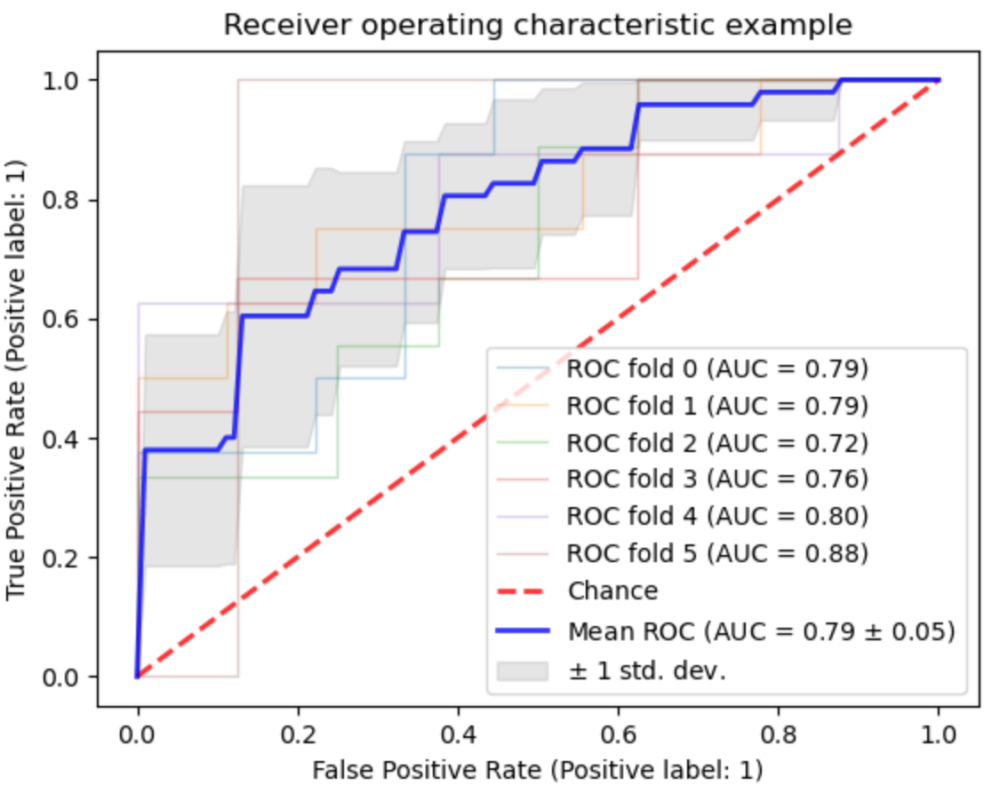 Receiver operating characteristic example
True Positive Rate (Positive label: 1)
1.0
0.8
0.6
0.4
0.2
0.0
ROC fold 0 (AUC = 0.79)
ROC fold 1 (AUC = 0.79)
ROC fold 2 (AUC = 0.72)
ROC fold 3 (AUC = 0.76)
ROC fold 4 (AUC = 0.80)
ROC fold 5 (AUC = 0.88)
Chance
Mean ROC (AUC = 0.79 ± 0.05)
± 1 std. dev.
0.0 0.2 0.4 0.6 0.8 1.0
False Positive Rate (Positive label: 1)